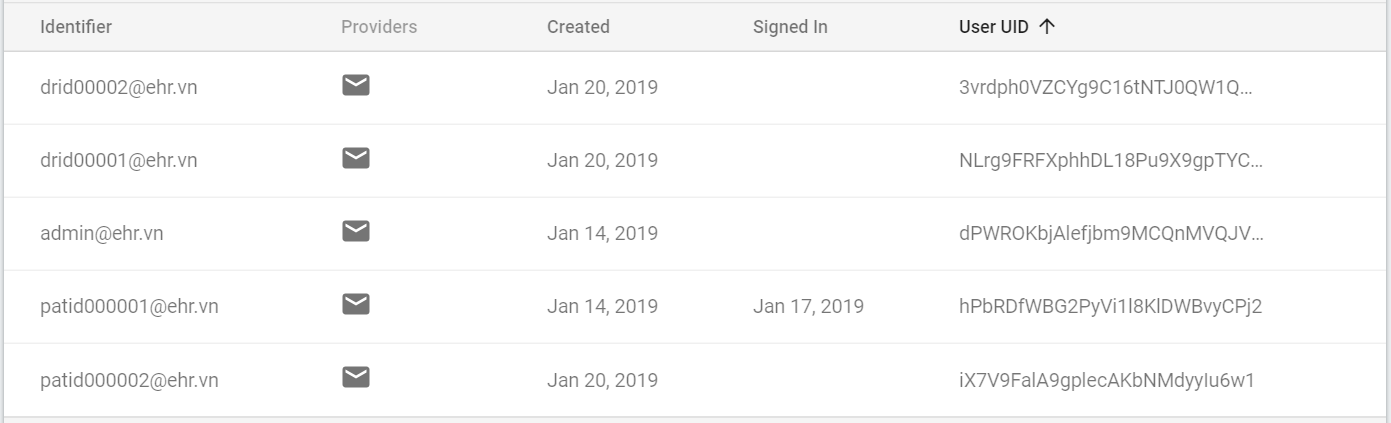 Identifier Providers Created Signed In User UID
drid00002@ehr.vn Jan 20, 2019 3vrdph0VZCYg9C16tNTJ0QW1Q...
drid00001@ehr.vn Jan 20, 2019 NLrg9FRFXphhDL18Pu9X9gpTYC...
admin@ehr.vn Jan 14, 2019 dPWROKbjAlefjbm9MCQnMVQJV...
patid000001@ehr.vn Jan 14, 2019 Jan 17, 2019 hPbRDfWBG2PyVi1l8KlDWBvyCPj2
patid000002@ehr.vn Jan 20, 2019 iX7V9FalA9gplecAKbNMdyyIu6w1